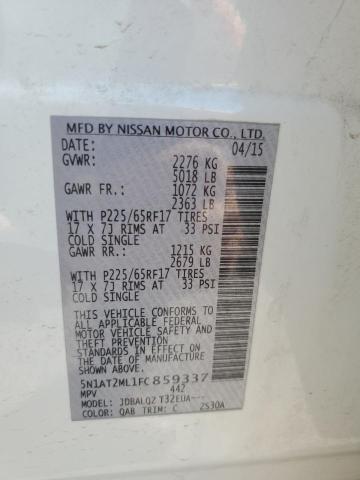 MFD BY NISSAN MOTOR CO., LTD.
DATE: 04/15
GVWR: 2276 KG
5018 LB
GAWR FR.: 1072 KG
2363 LB
WITH P225/65RF17 TIRES
17 X 7J RIMS AT 33 PSI
COLD SINGLE
GAWR RR.: 1215 KG
2679 LB
WITH P225/65RF17 TIRES
17 X 7J RIMS AT 33 PSI
COLD SINGLE
THIS VEHICLE CONFORMS TO
ALL APPLICABLE FEDERAL
MOTOR VEHICLE SAFETY AND
THEFT PREVENTION
STANDARDS IN EFFECT ON
THE DATE OF MANUFACTURE
SHOWN ABOVE.
5N1AT2ML1FC859337
MPV 442
MODEL: JDBALQZ T32EUA---
COLOR: QAB TRIM: C 2S30A